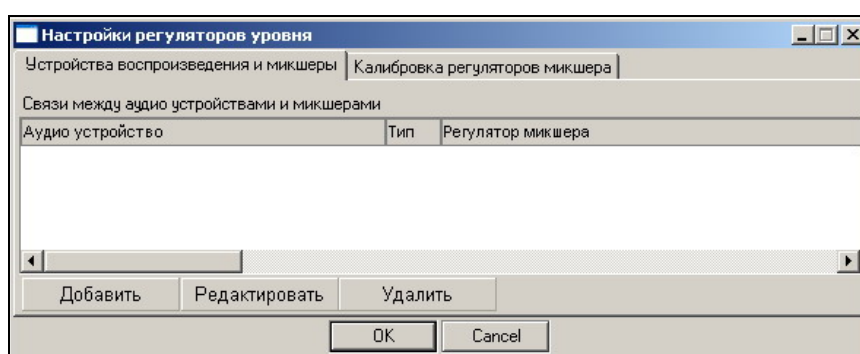 Настройки регуляторов уровня
Устройства воспроизведения и микшеры Калибровка регуляторов микшера
Связи между аудио устройствами и микшерами
Аудио устройство Тип Регулятор микшера
Добавить Редактировать Удалить
OK Cancel